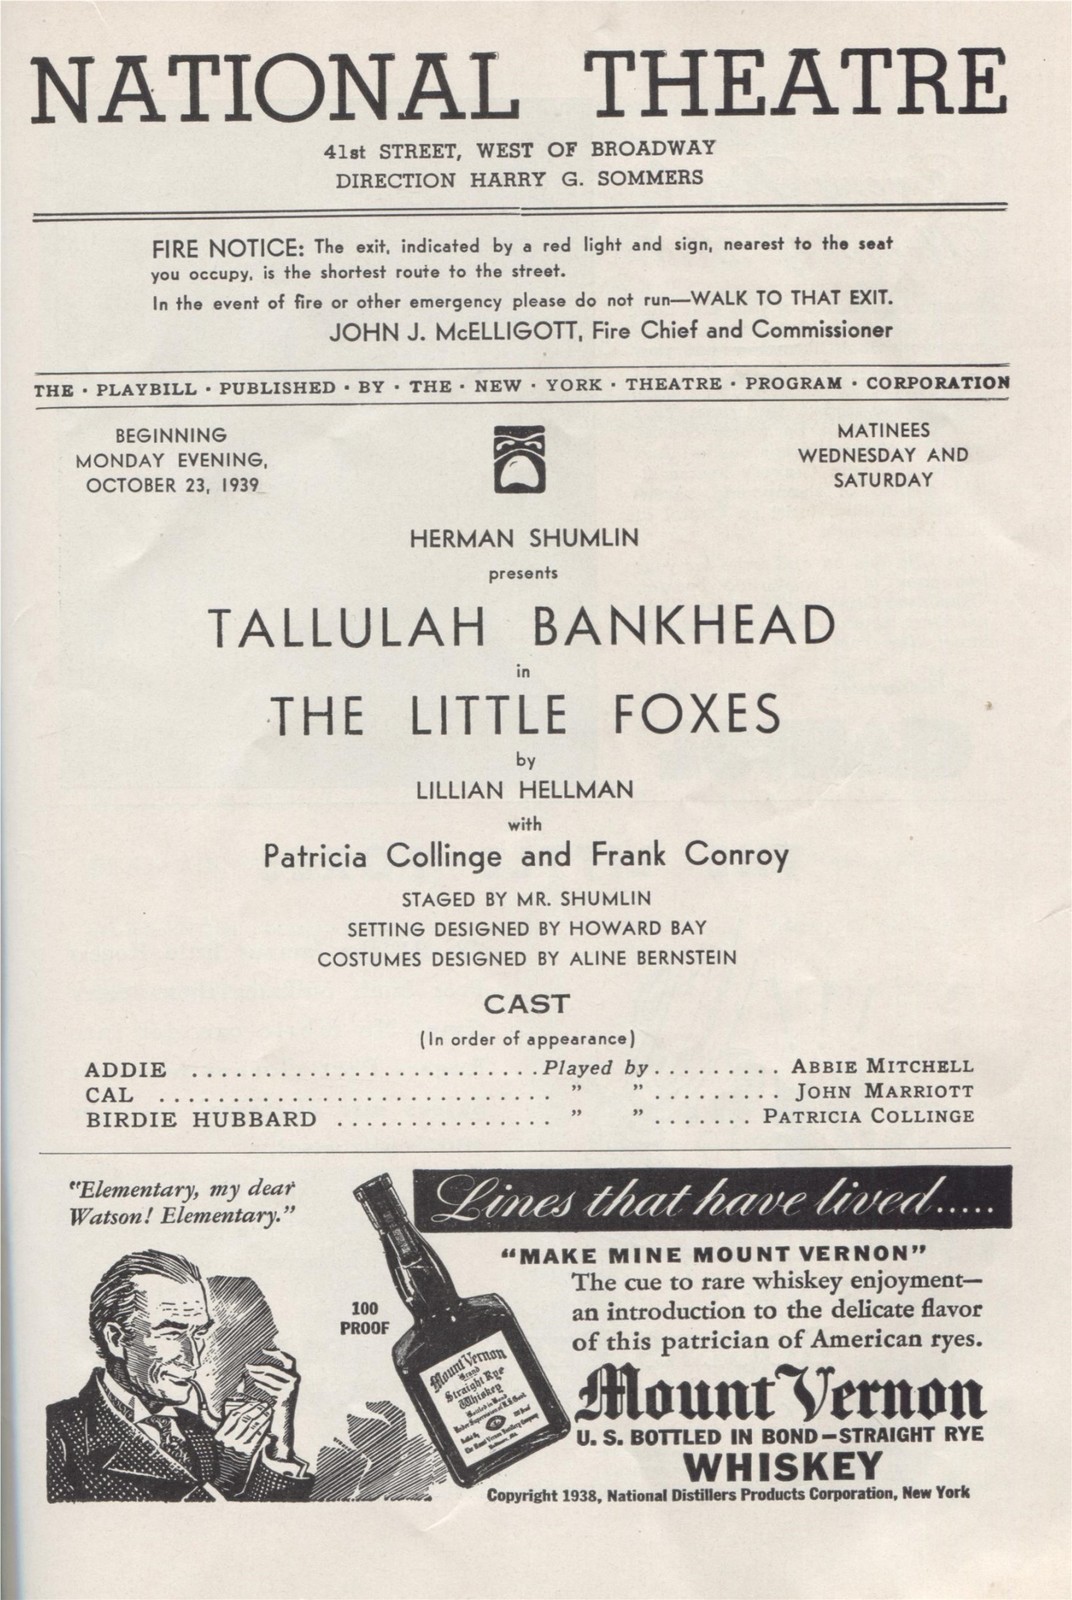 NATIONAL THEATRE
41st STREET, WEST OF BROADWAY
DIRECTION HARRY G. SOMMERS
FIRE NOTICE: The exit, indicated by a red light and sign, nearest to the seat
you occupy, is the shortest route to the street.
In the event of fire or other emergency please do not run—WALK TO THAT EXIT.
JOHN J. McELLIGOTT, Fire Chief and Commissioner
THE · PLAYBILL · PUBLISHED · BY · THE · NEW · YORK · THEATRE · PROGRAM · CORPORATION
BEGINNING
MONDAY EVENING,
OCTOBER 23, 1939
MATINEES
WEDNESDAY AND
SATURDAY
HERMAN SHUMLIN
presents
TALLULAH BANKHEAD
in
THE LITTLE FOXES
by
LILLIAN HELLMAN
with
Patricia Collinge and Frank Conroy
STAGED BY MR. SHUMLIN
SETTING DESIGNED BY HOWARD BAY
COSTUMES DESIGNED BY ALINE BERNSTEIN
CAST
(In order of appearance)
ADDIE ........................Played by......... ABBIE MITCHELL
CAL ........................... " " ......... JOHN MARRIOTT
BIRDIE HUBBARD ............... " " ....... PATRICIA COLLINGE
"Elementary, my dear
Watson! Elementary."
100
PROOF
Mount Vernon
Brand
Straight Rye
Whiskey
Lines that have lived.....
"MAKE MINE MOUNT VERNON"
The cue to rare whiskey enjoyment—
an introduction to the delicate flavor
of this patrician of American ryes.
Mount Vernon
U. S. BOTTLED IN BOND—STRAIGHT RYE
WHISKEY
Copyright 1938, National Distillers Products Corporation, New York